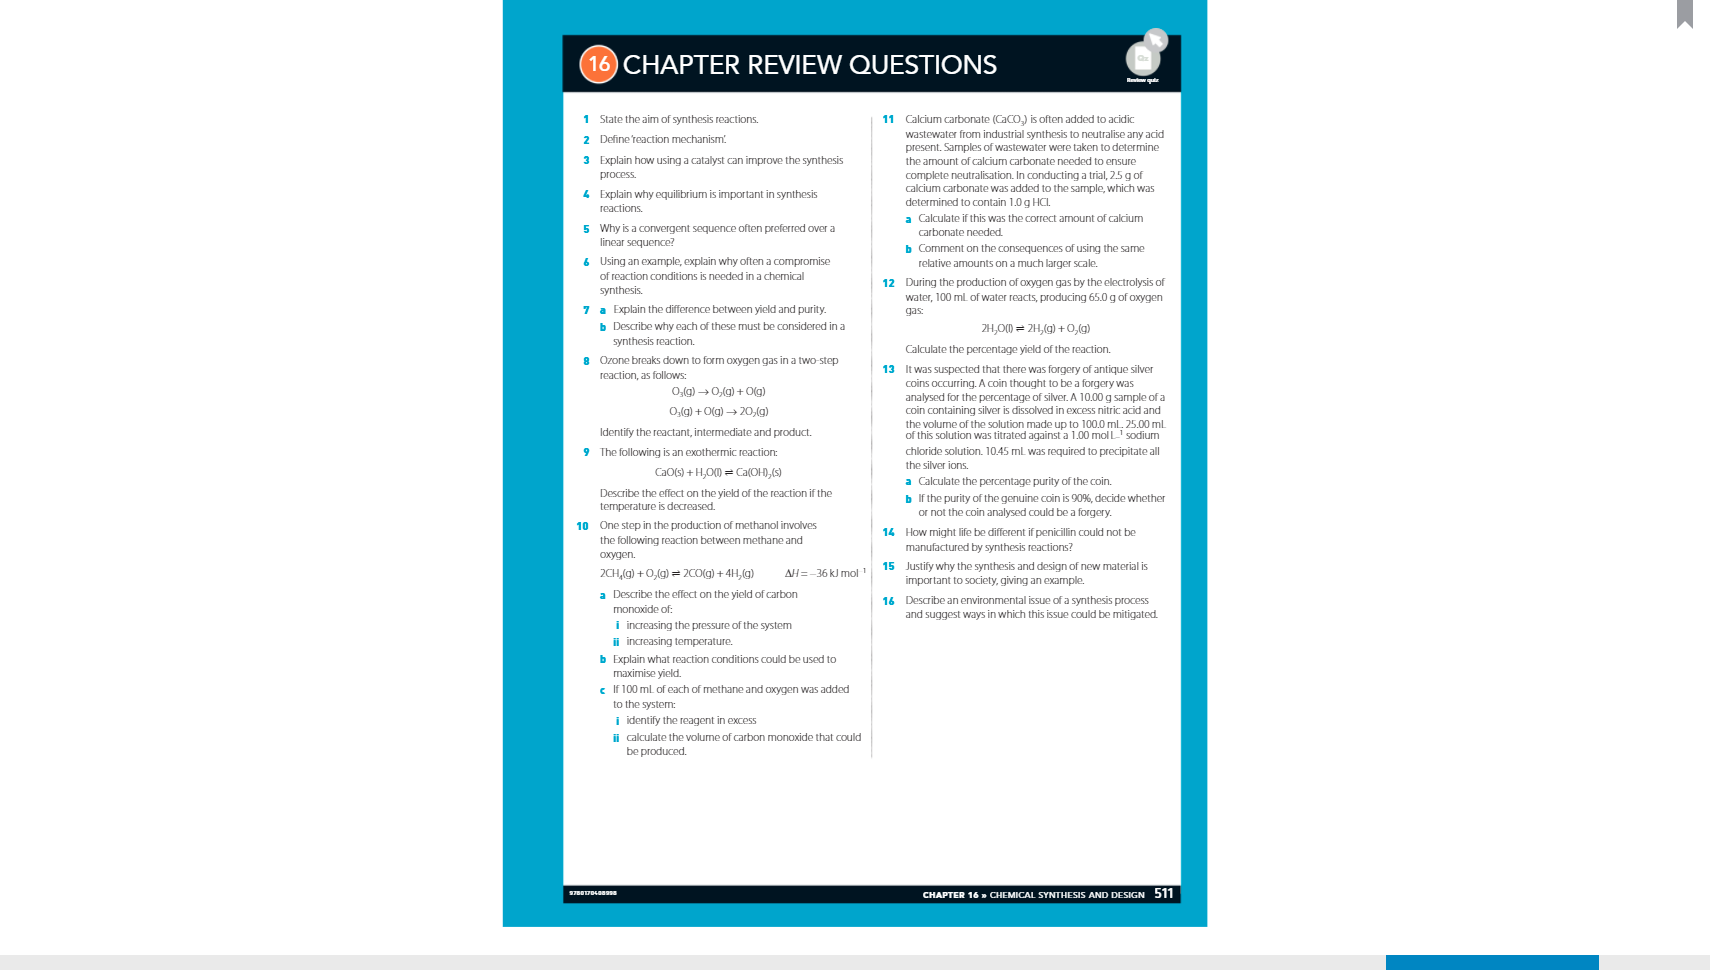 16 CHAPTER REVIEW QUESTIONS
Review quiz
1 State the aim of synthesis reactions.
2 Define 'reaction mechanism'.
3 Explain how using a catalyst can improve the synthesis
process.
4 Explain why equilibrium is important in synthesis
reactions.
5 Why is a convergent sequence often preferred over a
linear sequence?
6 Using an example, explain why often a compromise
of reaction conditions is needed in a chemical
synthesis.
7 a Explain the difference between yield and purity.
b Describe why each of these must be considered in a
synthesis reaction.
8 Ozone breaks down to form oxygen gas in a two-step
reaction, as follows:
O₃(g) → O₂(g) + O(g)
O₃(g) + O(g) → 2O₂(g)
Identify the reactant, intermediate and product.
9 The following is an exothermic reaction:
CaO(s) + H₂O(l) ⇌ Ca(OH)₂(s)
Describe the effect on the yield of the reaction if the
temperature is decreased.
10 One step in the production of methanol involves
the following reaction between methane and
oxygen.
2CH₄(g) + O₂(g) ⇌ 2CO(g) + 4H₂(g) ΔH = −36 kJ mol⁻¹
a Describe the effect on the yield of carbon
monoxide of:
i increasing the pressure of the system
ii increasing temperature.
b Explain what reaction conditions could be used to
maximise yield.
c If 100 mL of each of methane and oxygen was added
to the system:
i identify the reagent in excess
ii calculate the volume of carbon monoxide that could
be produced.
11 Calcium carbonate (CaCO₃) is often added to acidic
wastewater from industrial synthesis to neutralise any acid
present. Samples of wastewater were taken to determine
the amount of calcium carbonate needed to ensure
complete neutralisation. In conducting a trial, 2.5 g of
calcium carbonate was added to the sample, which was
determined to contain 1.0 g HCl.
a Calculate if this was the correct amount of calcium
carbonate needed.
b Comment on the consequences of using the same
relative amounts on a much larger scale.
12 During the production of oxygen gas by the electrolysis of
water, 100 mL of water reacts, producing 65.0 g of oxygen
gas:
2H₂O(l) ⇌ 2H₂(g) + O₂(g)
Calculate the percentage yield of the reaction.
13 It was suspected that there was forgery of antique silver
coins occurring. A coin thought to be a forgery was
analysed for the percentage of silver. A 10.00 g sample of a
coin containing silver is dissolved in excess nitric acid and
the volume of the solution made up to 100.0 mL. 25.00 mL
of this solution was titrated against a 1.00 mol L⁻¹ sodium
chloride solution. 10.45 mL was required to precipitate all
the silver ions.
a Calculate the percentage purity of the coin.
b If the purity of the genuine coin is 90%, decide whether
or not the coin analysed could be a forgery.
14 How might life be different if penicillin could not be
manufactured by synthesis reactions?
15 Justify why the synthesis and design of new material is
important to society, giving an example.
16 Describe an environmental issue of a synthesis process
and suggest ways in which this issue could be mitigated.
9780170408998
CHAPTER 16 » CHEMICAL SYNTHESIS AND DESIGN 511